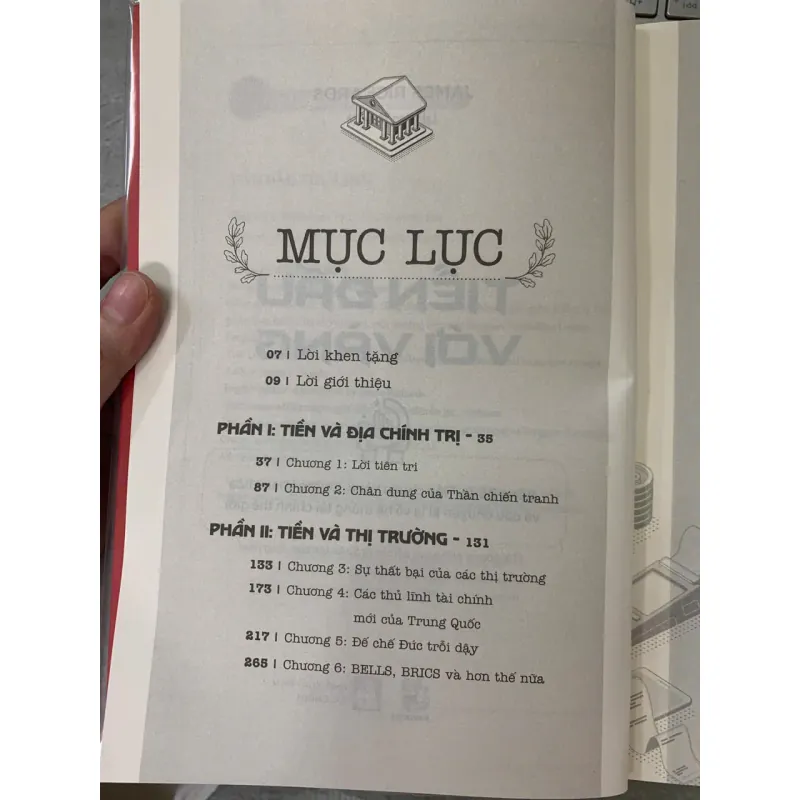 MỤC LỤC
07 | Lời khen tặng
09 | Lời giới thiệu
PHẦN I: TIỀN VÀ ĐỊA CHÍNH TRỊ - 35
37 | Chương 1: Lời tiên tri
87 | Chương 2: Chân dung của Thần chiến tranh
PHẦN II: TIỀN VÀ THỊ TRƯỜNG - 131
133 | Chương 3: Sự thất bại của các thị trường
173 | Chương 4: Các thủ lĩnh tài chính
mới của Trung Quốc
217 | Chương 5: Đế chế Đức trỗi dậy
265 | Chương 6: BELLS, BRICS và hơn thế nữa